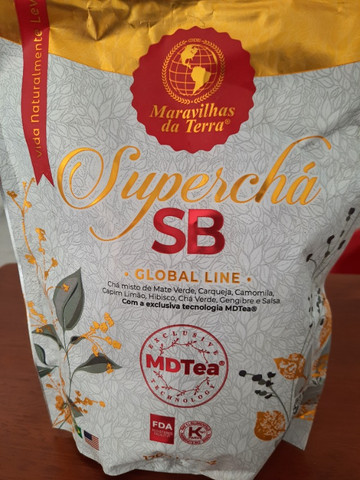 Vida Naturalmente Leve
Maravilhas
da Terra®
Superchá
SB
• GLOBAL LINE •
Chá misto de Mate Verde, Carqueja, Camomila,
Capim Limão, Hibisco, Chá Verde, Gengibre e Salsa
Com a exclusiva tecnologia MDTea®
EXCLUSIVE
MDTea®
TECHNOLOGY
FDA
K